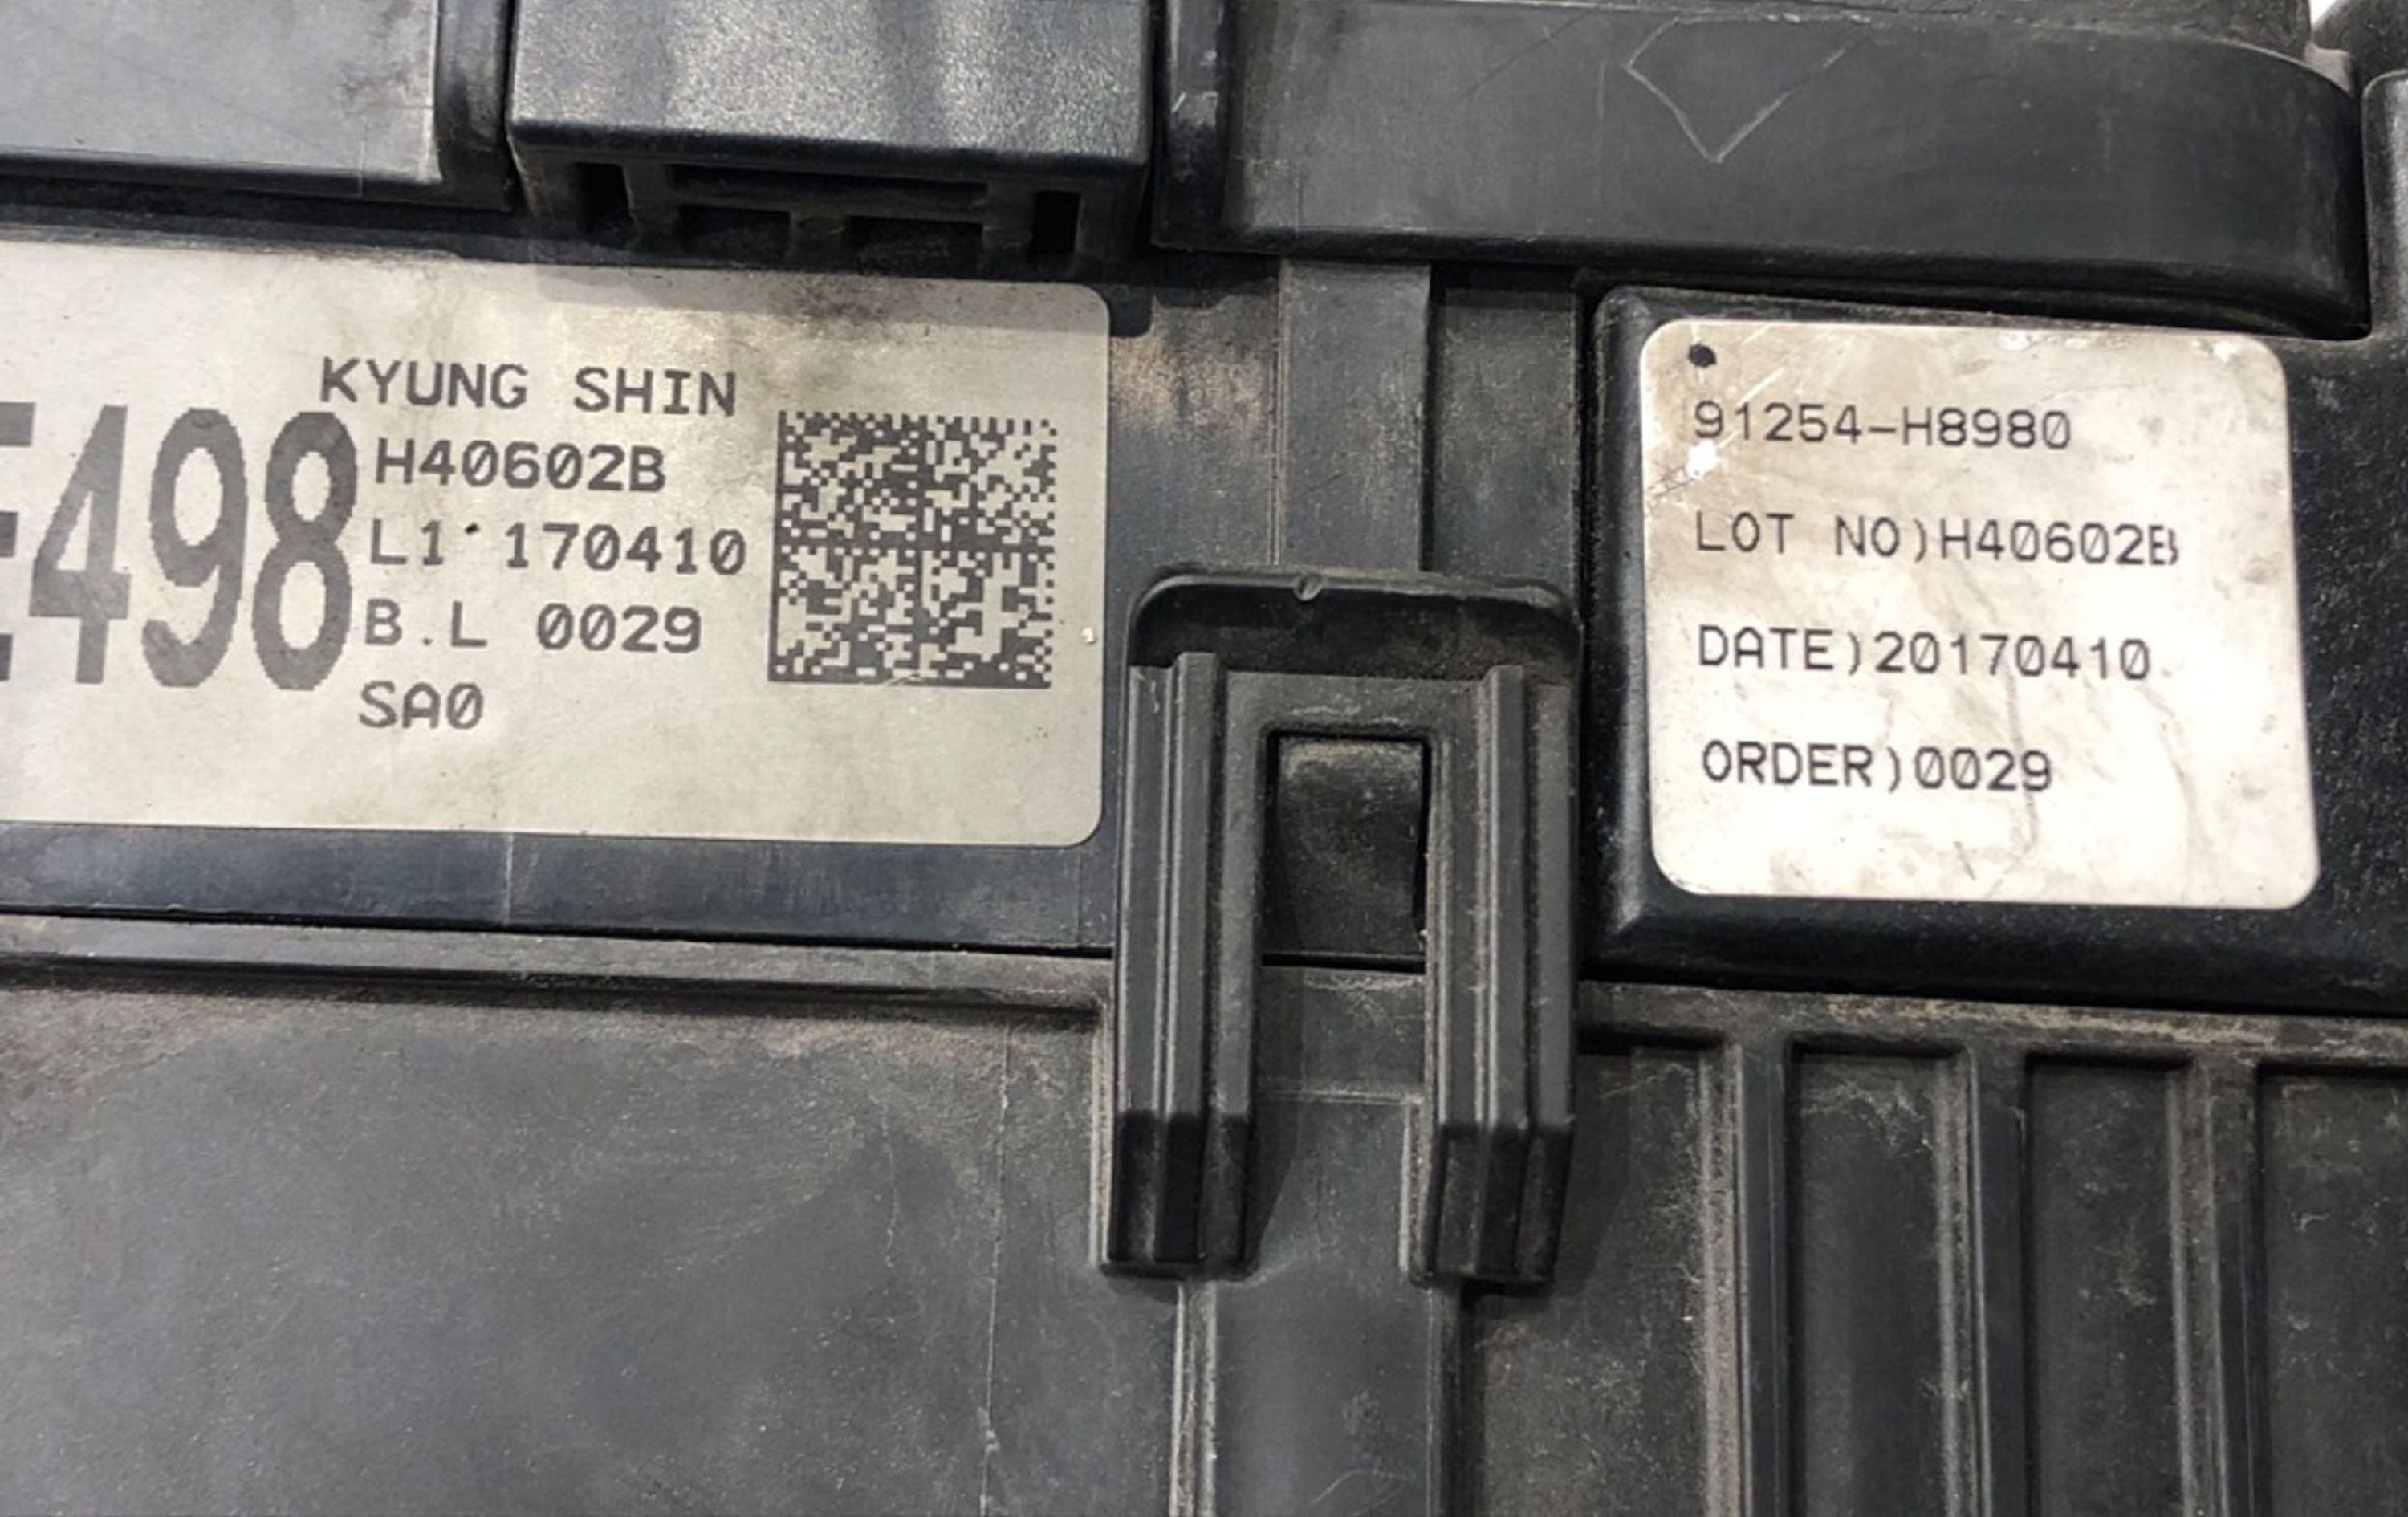 E498
KYUNG SHIN
H40602B
L1 170410
B.L 0029
SA0
91254-H8980
LOT NO)H40602B
DATE)20170410
ORDER)0029